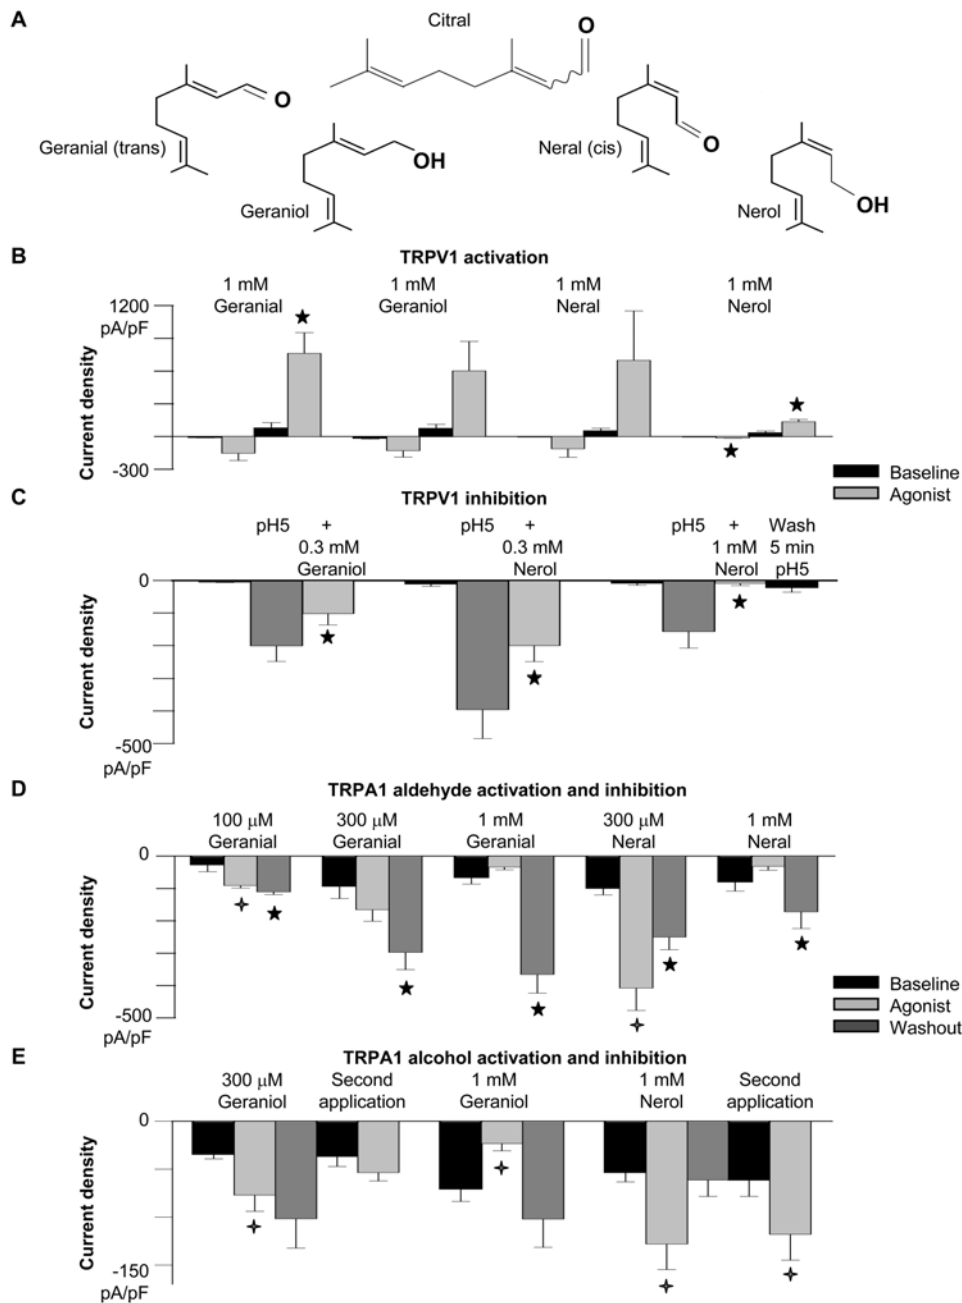 A
Citral
O
O
Geranial (trans)
OH
Geraniol
Neral (cis)
O
OH
Nerol
B
TRPV1 activation
1 mM
Geranial
1 mM
Geraniol
1 mM
Neral
1 mM
Nerol
1200
pA/pF
Current density
-300
Baseline
Agonist
C
TRPV1 inhibition
pH5
+
0.3 mM
Geraniol
pH5
+
0.3 mM
Nerol
pH5
+
1 mM
Nerol
Wash
5 min
pH5
0
Current density
-500
pA/pF
D
TRPA1 aldehyde activation and inhibition
100 μM
Geranial
300 μM
Geranial
1 mM
Geranial
300 μM
Neral
1 mM
Neral
0
Current density
-500
pA/pF
Baseline
Agonist
Washout
E
TRPA1 alcohol activation and inhibition
300 μM
Geraniol
Second
application
1 mM
Geraniol
1 mM
Nerol
Second
application
0
Current density
-150
pA/pF